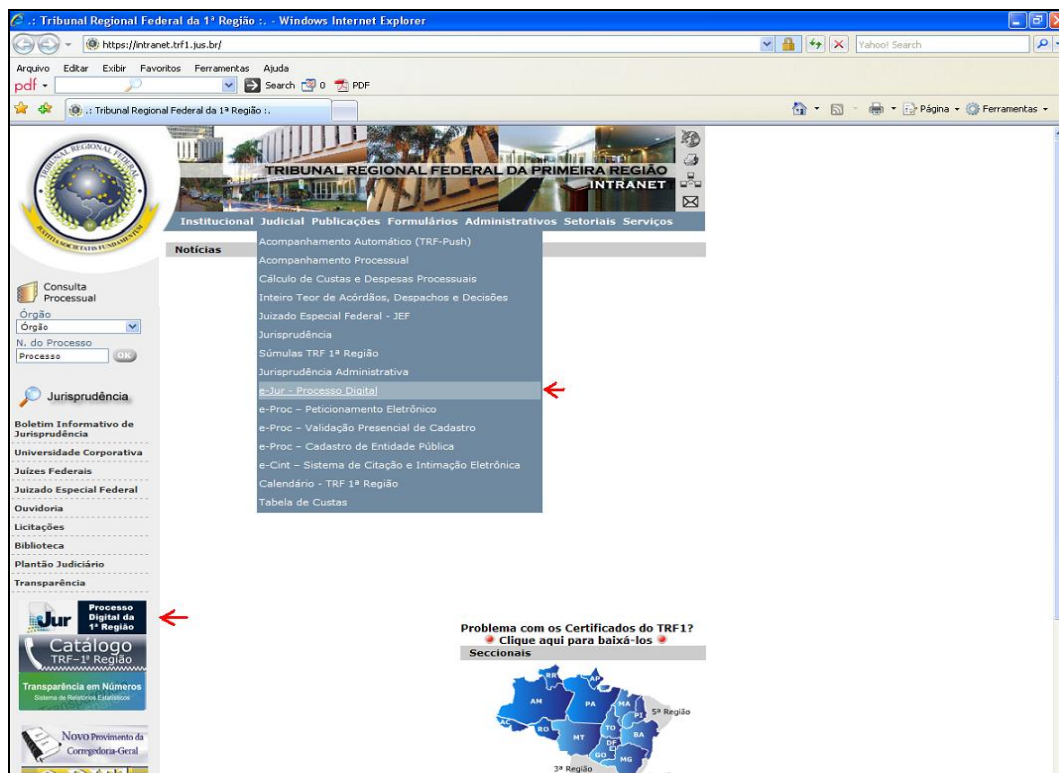 .: Tribunal Regional Federal da 1ª Região :. - Windows Internet Explorer
https://intranet.trf1.jus.br/
Yahoo! Search
Arquivo Editar Exibir Favoritos Ferramentas Ajuda
pdf
Search 0 PDF
.: Tribunal Regional Federal da 1ª Região :.
Página Ferramentas
TRIBUNAL REGIONAL FEDERAL
JUSTITIA SOCIETATIS FUNDAMENTUM
TRIBUNAL REGIONAL FEDERAL DA PRIMEIRA REGIÃO
INTRANET
Institucional Judicial Publicações Formulários Administrativos Setoriais Serviços
Notícias
Acompanhamento Automático (TRF-Push)
Acompanhamento Processual
Cálculo de Custas e Despesas Processuais
Inteiro Teor de Acórdãos, Despachos e Decisões
Juizado Especial Federal - JEF
Jurisprudência
Súmulas TRF 1ª Região
Jurisprudência Administrativa
e-Jur - Processo Digital
e-Proc – Peticionamento Eletrônico
e-Proc – Validação Presencial de Cadastro
e-Proc – Cadastro de Entidade Pública
e-Cint – Sistema de Citação e Intimação Eletrônica
Calendário - TRF 1ª Região
Tabela de Custas
Consulta
Processual
Órgão
Órgão
N. do Processo
Processo
OK
Jurisprudência
Boletim Informativo de
Jurisprudência
Universidade Corporativa
Juízes Federais
Juizado Especial Federal
Ouvidoria
Licitações
Biblioteca
Plantão Judiciário
Transparência
eJur
Processo
Digital da
1ª Região
Catálogo
TRF-1ª Região
Transparência em Números
Sistema de Relatórios Estatísticos
Novo Provimento da
Corregedoria-Geral
Problema com os Certificados do TRF1?
Clique aqui para baixá-los
Seccionais
RR
AP
AM
PA
MA
PI
5ª Região
AC
RO
TO
BA
MT
DF
GO
MG
3ª Região